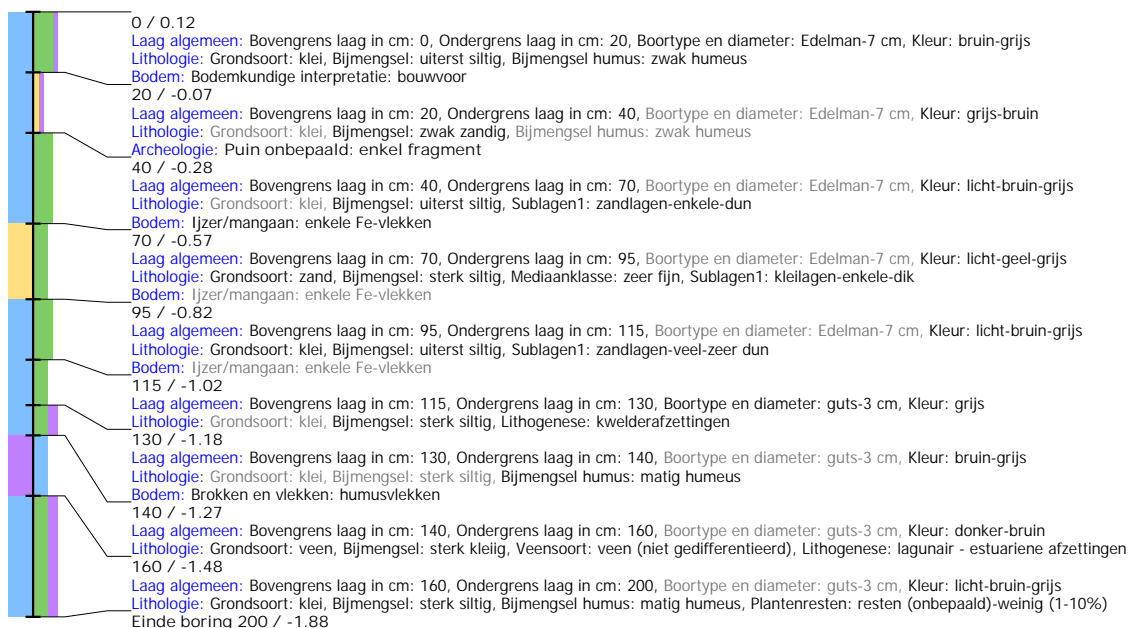 0 / 0.12
Laag algemeen: Bovengrens laag in cm: 0, Ondergrens laag in cm: 20, Boortype en diameter: Edelman-7 cm, Kleur: bruin-grijs
Lithologie: Grondsoort: klei, Bijmengsel: uiterst siltig, Bijmengsel humus: zwak humeus
Bodem: Bodemkundige interpretatie: bouwvoor
20 / -0.07
Laag algemeen: Bovengrens laag in cm: 20, Ondergrens laag in cm: 40, Boortype en diameter: Edelman-7 cm, Kleur: grijs-bruin
Lithologie: Grondsoort: klei, Bijmengsel: zwak zandig, Bijmengsel humus: zwak humeus
Archeologie: Puin onbepaald: enkel fragment
40 / -0.28
Laag algemeen: Bovengrens laag in cm: 40, Ondergrens laag in cm: 70, Boortype en diameter: Edelman-7 cm, Kleur: licht-bruin-grijs
Lithologie: Grondsoort: klei, Bijmengsel: uiterst siltig, Sublagen1: zandlagen-enkele-dun
Bodem: Ijzer/mangaan: enkele Fe-vlekken
70 / -0.57
Laag algemeen: Bovengrens laag in cm: 70, Ondergrens laag in cm: 95, Boortype en diameter: Edelman-7 cm, Kleur: licht-geel-grijs
Lithologie: Grondsoort: zand, Bijmengsel: sterk siltig, Mediaanklasse: zeer fijn, Sublagen1: kleilagen-enkele-dik
Bodem: Ijzer/mangaan: enkele Fe-vlekken
95 / -0.82
Laag algemeen: Bovengrens laag in cm: 95, Ondergrens laag in cm: 115, Boortype en diameter: Edelman-7 cm, Kleur: licht-bruin-grijs
Lithologie: Grondsoort: klei, Bijmengsel: uiterst siltig, Sublagen1: zandlagen-veel-zeer dun
Bodem: Ijzer/mangaan: enkele Fe-vlekken
115 / -1.02
Laag algemeen: Bovengrens laag in cm: 115, Ondergrens laag in cm: 130, Boortype en diameter: guts-3 cm, Kleur: grijs
Lithologie: Grondsoort: klei, Bijmengsel: sterk siltig, Lithogenese: kwelderafzettingen
130 / -1.18
Laag algemeen: Bovengrens laag in cm: 130, Ondergrens laag in cm: 140, Boortype en diameter: guts-3 cm, Kleur: bruin-grijs
Lithologie: Grondsoort: klei, Bijmengsel: sterk siltig, Bijmengsel humus: matig humeus
Bodem: Brokken en vlekken: humusvlekken
140 / -1.27
Laag algemeen: Bovengrens laag in cm: 140, Ondergrens laag in cm: 160, Boortype en diameter: guts-3 cm, Kleur: donker-bruin
Lithologie: Grondsoort: veen, Bijmengsel: sterk kleiig, Veensoort: veen (niet gedifferentieerd), Lithogenese: lagunair - estuariene afzettingen
160 / -1.48
Laag algemeen: Bovengrens laag in cm: 160, Ondergrens laag in cm: 200, Boortype en diameter: guts-3 cm, Kleur: licht-bruin-grijs
Lithologie: Grondsoort: klei, Bijmengsel: sterk siltig, Bijmengsel humus: matig humeus, Plantenresten: resten (onbepaald)-weinig (1-10%)
Einde boring 200 / -1.88